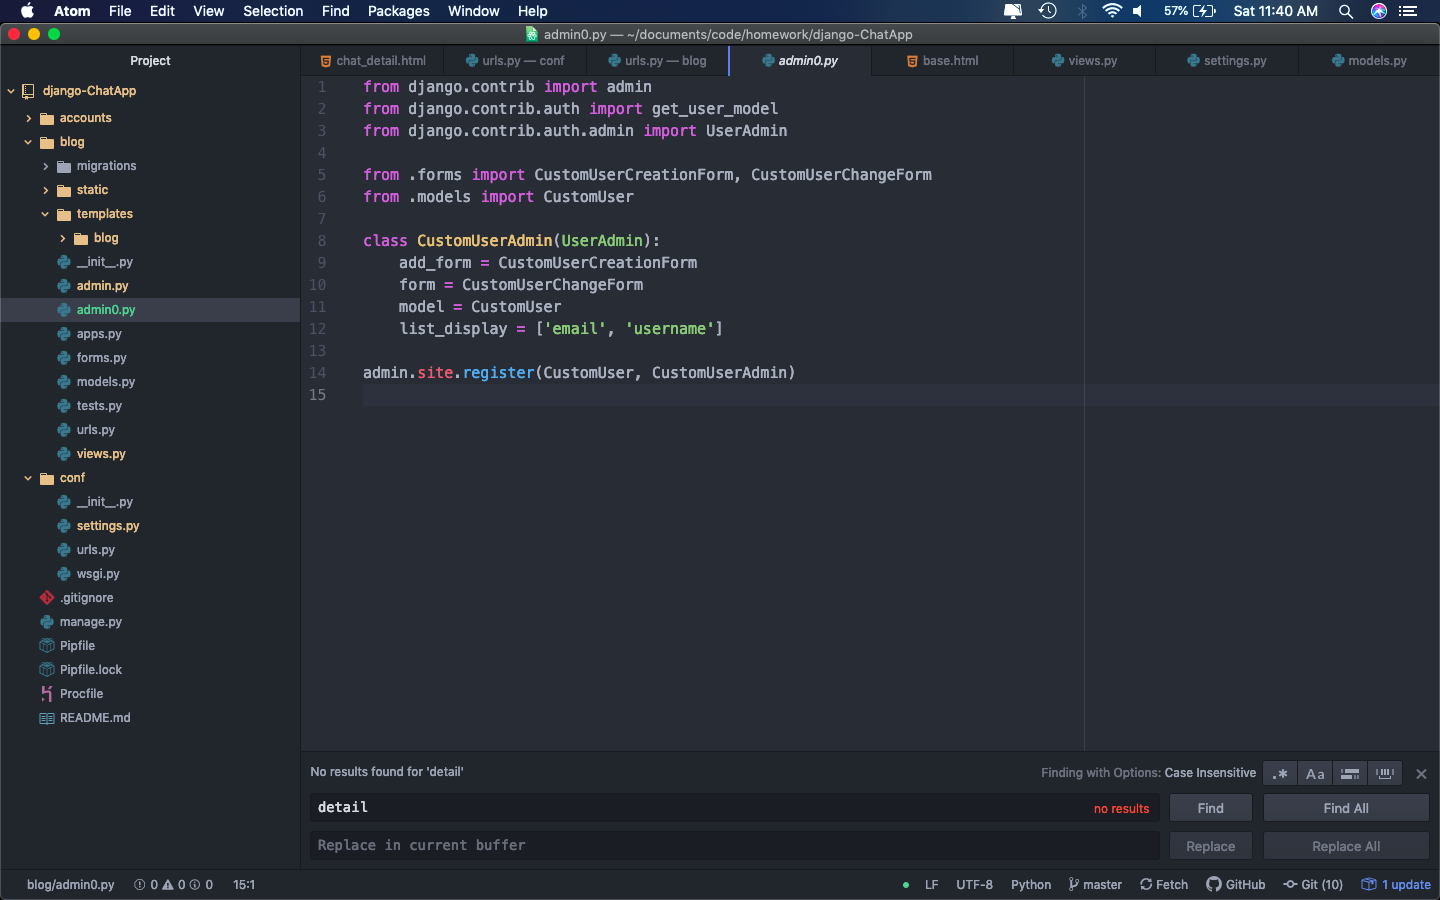 Atom File Edit View Selection Find Packages Window Help 57% Sat 11:40 AM
admin0.py — ~/documents/code/homework/django-ChatApp
Project
chat_detail.html urls.py — conf urls.py — blog admin0.py base.html views.py settings.py models.py
django-ChatApp
accounts
blog
migrations
static
templates
blog
__init__.py
admin.py
admin0.py
apps.py
forms.py
models.py
tests.py
urls.py
views.py
conf
__init__.py
settings.py
urls.py
wsgi.py
.gitignore
manage.py
Pipfile
Pipfile.lock
Procfile
README.md
1 from django.contrib import admin
2 from django.contrib.auth import get_user_model
3 from django.contrib.auth.admin import UserAdmin
4
5 from .forms import CustomUserCreationForm, CustomUserChangeForm
6 from .models import CustomUser
7
8 class CustomUserAdmin(UserAdmin):
9     add_form = CustomUserCreationForm
10     form = CustomUserChangeForm
11     model = CustomUser
12     list_display = ['email', 'username']
13
14 admin.site.register(CustomUser, CustomUserAdmin)
15
No results found for 'detail' Finding with Options: Case Insensitive .* Aa
detail no results Find Find All
Replace in current buffer Replace Replace All
blog/admin0.py 0 0 0 15:1 LF UTF-8 Python master Fetch GitHub Git (10) 1 update